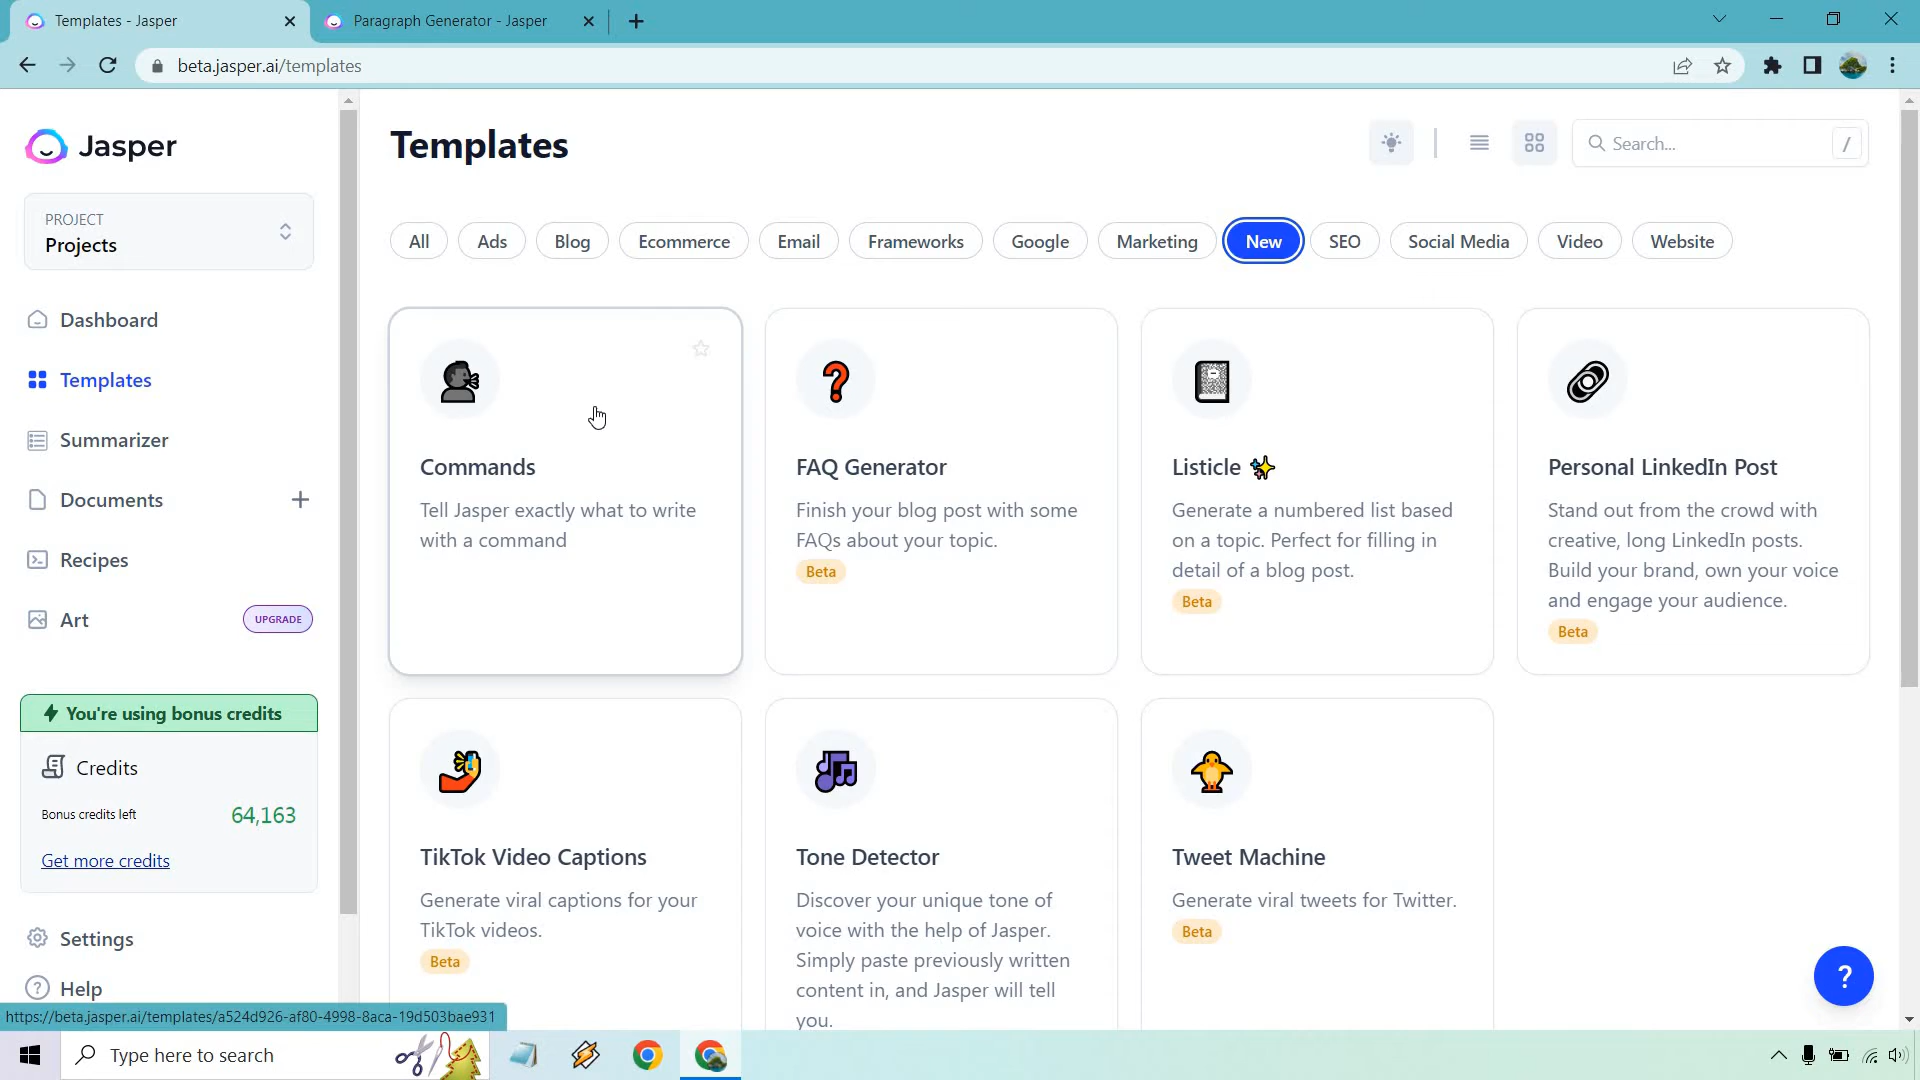 Templates - Jasper
Paragraph Generator - Jasper
beta.jasper.ai/templates
Jasper
PROJECT
Projects
Dashboard
Templates
Summarizer
Documents
Recipes
Art
UPGRADE
You're using bonus credits
Credits
Bonus credits left
64,163
Get more credits
Settings
Help
https://beta.jasper.ai/templates/a524d926-af80-4998-8aca-19d503bae931
Templates
Search...
/
All
Ads
Blog
Ecommerce
Email
Frameworks
Google
Marketing
New
SEO
Social Media
Video
Website
Commands
Tell Jasper exactly what to write
with a command
FAQ Generator
Finish your blog post with some
FAQs about your topic.
Beta
Listicle
Generate a numbered list based
on a topic. Perfect for filling in
detail of a blog post.
Beta
Personal LinkedIn Post
Stand out from the crowd with
creative, long LinkedIn posts.
Build your brand, own your voice
and engage your audience.
Beta
TikTok Video Captions
Generate viral captions for your
TikTok videos.
Beta
Tone Detector
Discover your unique tone of
voice with the help of Jasper.
Simply paste previously written
content in, and Jasper will tell
you.
Tweet Machine
Generate viral tweets for Twitter.
Beta
?
Type here to search